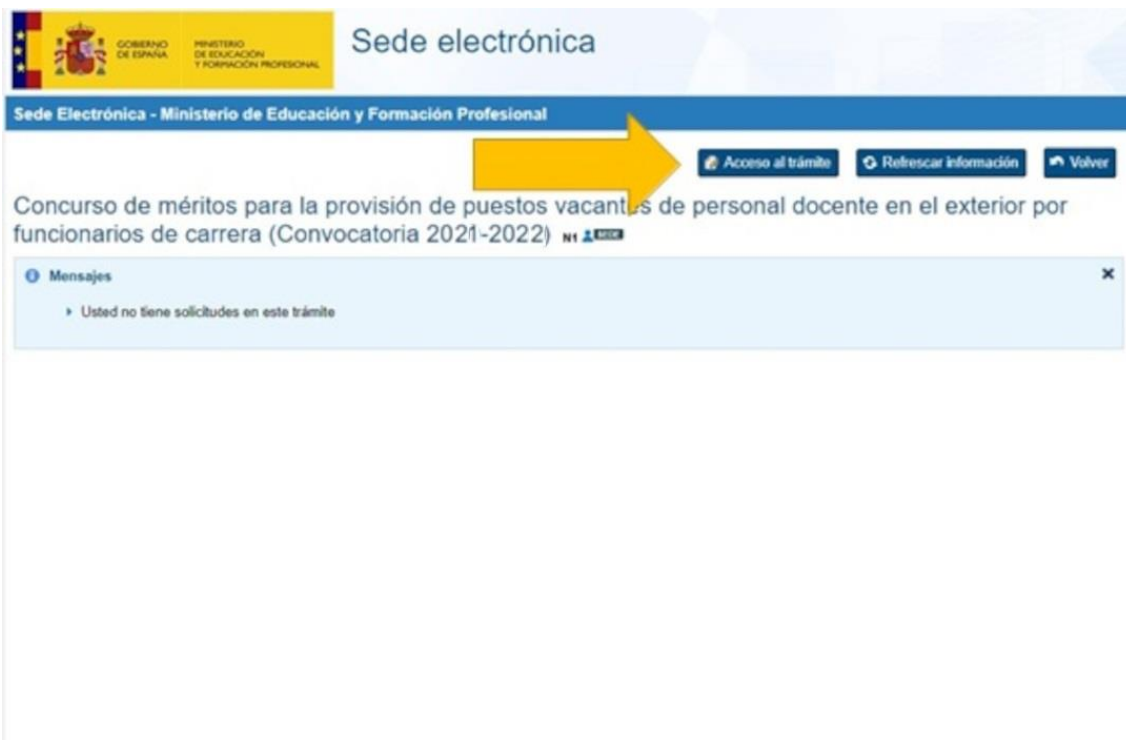 GOBIERNO
DE ESPAÑA
MINISTERIO
DE EDUCACIÓN
Y FORMACIÓN PROFESIONAL
Sede electrónica
Sede Electrónica - Ministerio de Educación y Formación Profesional
Acceso al trámite Refrescar información Volver
Concurso de méritos para la provisión de puestos vacantes de personal docente en el exterior por
funcionarios de carrera (Convocatoria 2021-2022) N1 SEDE
Mensajes
Usted no tiene solicitudes en este trámite